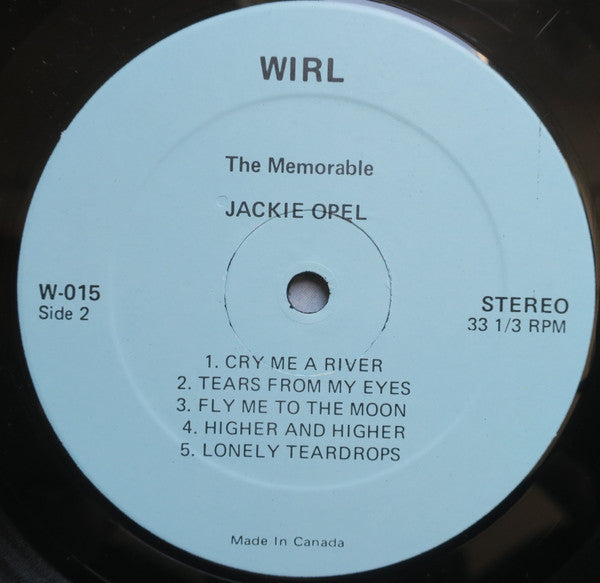 WIRL
The Memorable
JACKIE OPEL
W-015
Side 2
STEREO
33 1/3 RPM
1. CRY ME A RIVER
2. TEARS FROM MY EYES
3. FLY ME TO THE MOON
4. HIGHER AND HIGHER
5. LONELY TEARDROPS
Made In Canada